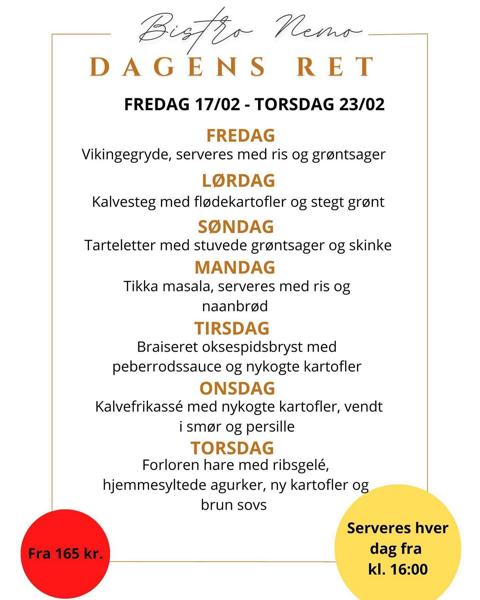 Bistro Nemo
DAGENS RET
FREDAG 17/02 - TORSDAG 23/02
FREDAG
Vikingegryde, serveres med ris og grøntsager
LØRDAG
Kalvesteg med flødekartofler og stegt grønt
SØNDAG
Tarteletter med stuvede grøntsager og skinke
MANDAG
Tikka masala, serveres med ris og
naanbrød
TIRSDAG
Braiseret oksespidsbryst med
peberrodssauce og nykogte kartofler
ONSDAG
Kalvefrikassé med nykogte kartofler, vendt
i smør og persille
TORSDAG
Forloren hare med ribsgelé,
hjemmesyltede agurker, ny kartofler og
brun sovs
Fra 165 kr.
Serveres hver
dag fra
kl. 16:00